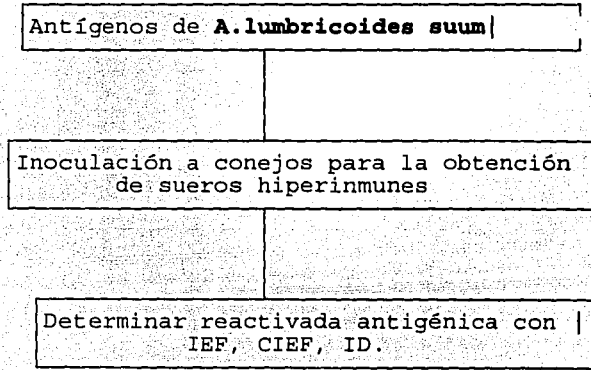 Antígenos de A.lumbricoides suum|
Inoculación a conejos para la obtención
de sueros hiperinmunes
Determinar reactivada antigénica con |
IEF, CIEF, ID.